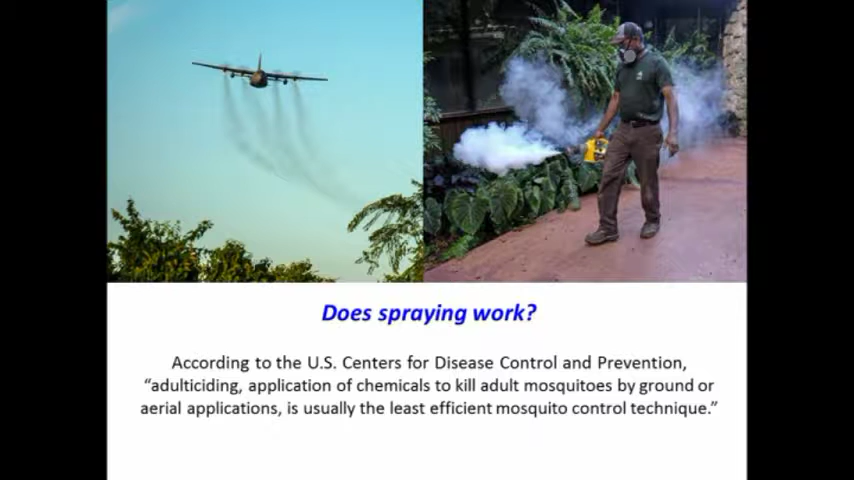 Does spraying work?
According to the U.S. Centers for Disease Control and Prevention,
“adulticiding, application of chemicals to kill adult mosquitoes by ground or
aerial applications, is usually the least efficient mosquito control technique.”